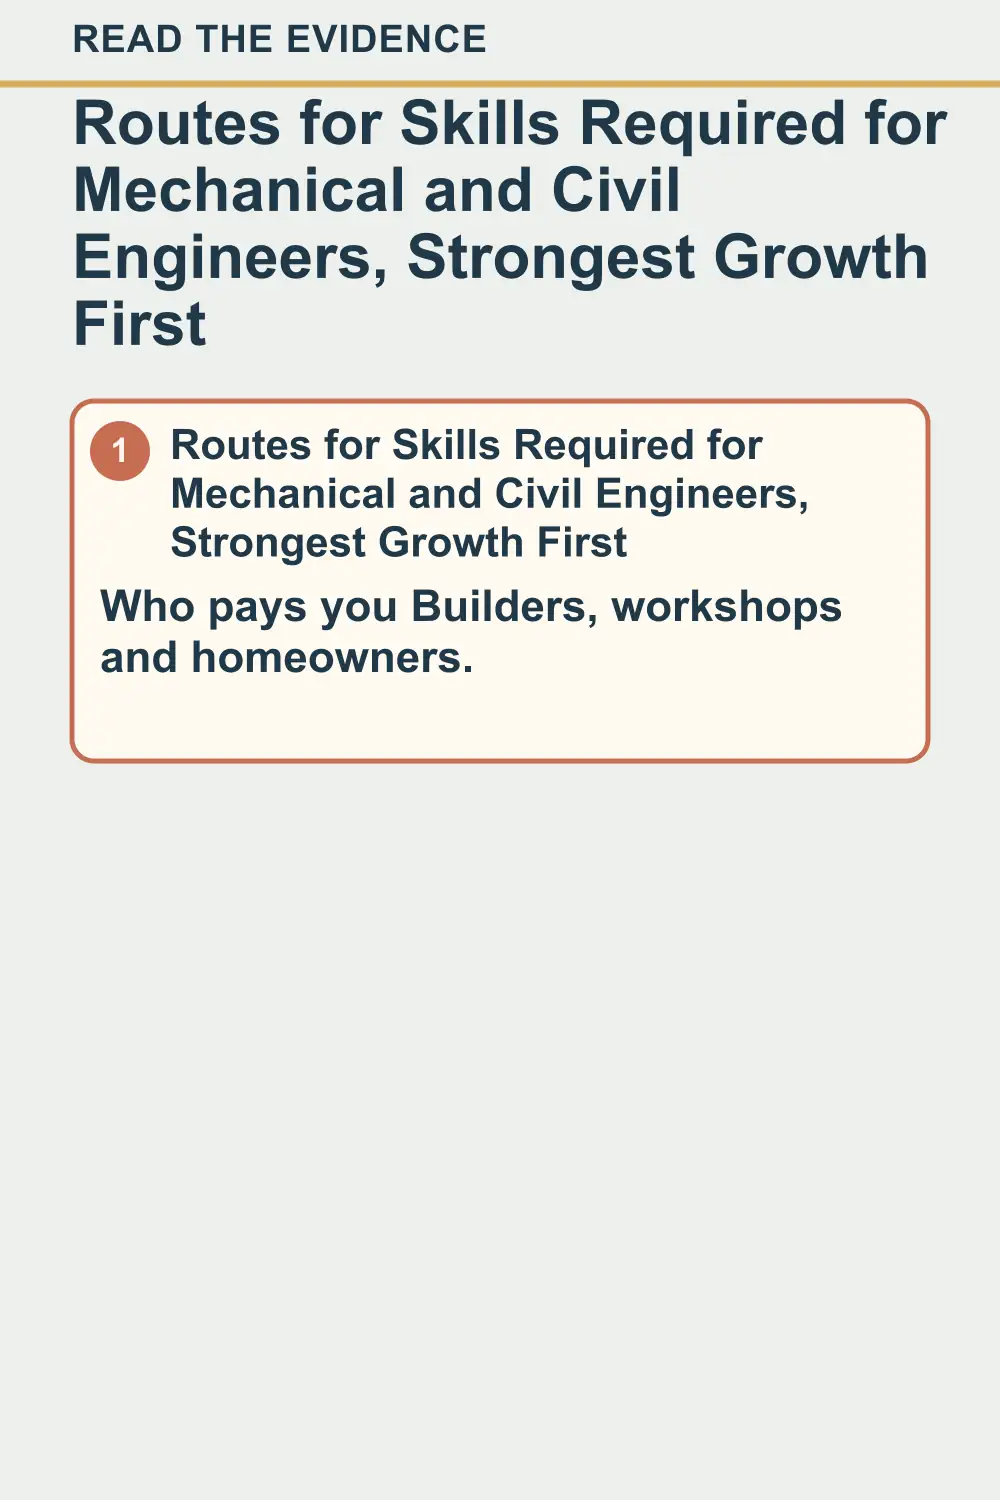 READ THE EVIDENCE
Routes for Skills Required for
Mechanical and Civil
Engineers, Strongest Growth
First
1
Routes for Skills Required for
Mechanical and Civil Engineers,
Strongest Growth First
Who pays you Builders, workshops
and homeowners.